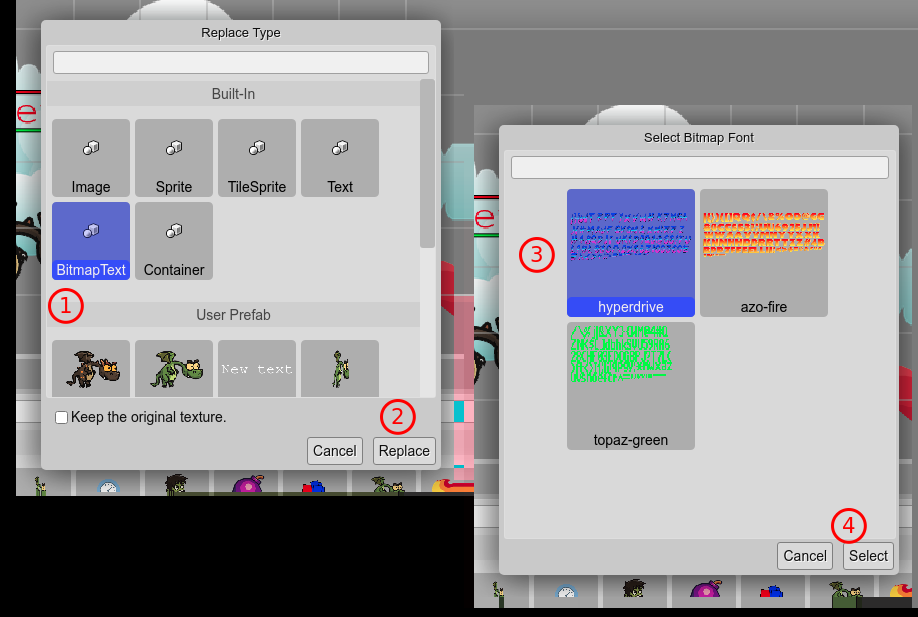 Replace Type
Built-In
Image Sprite TileSprite Text
BitmapText Container
1
User Prefab
New text
Keep the original texture.
2
Cancel Replace
Select Bitmap Font
3
hyperdrive azo-fire
topaz-green
4
Cancel Select
e
e